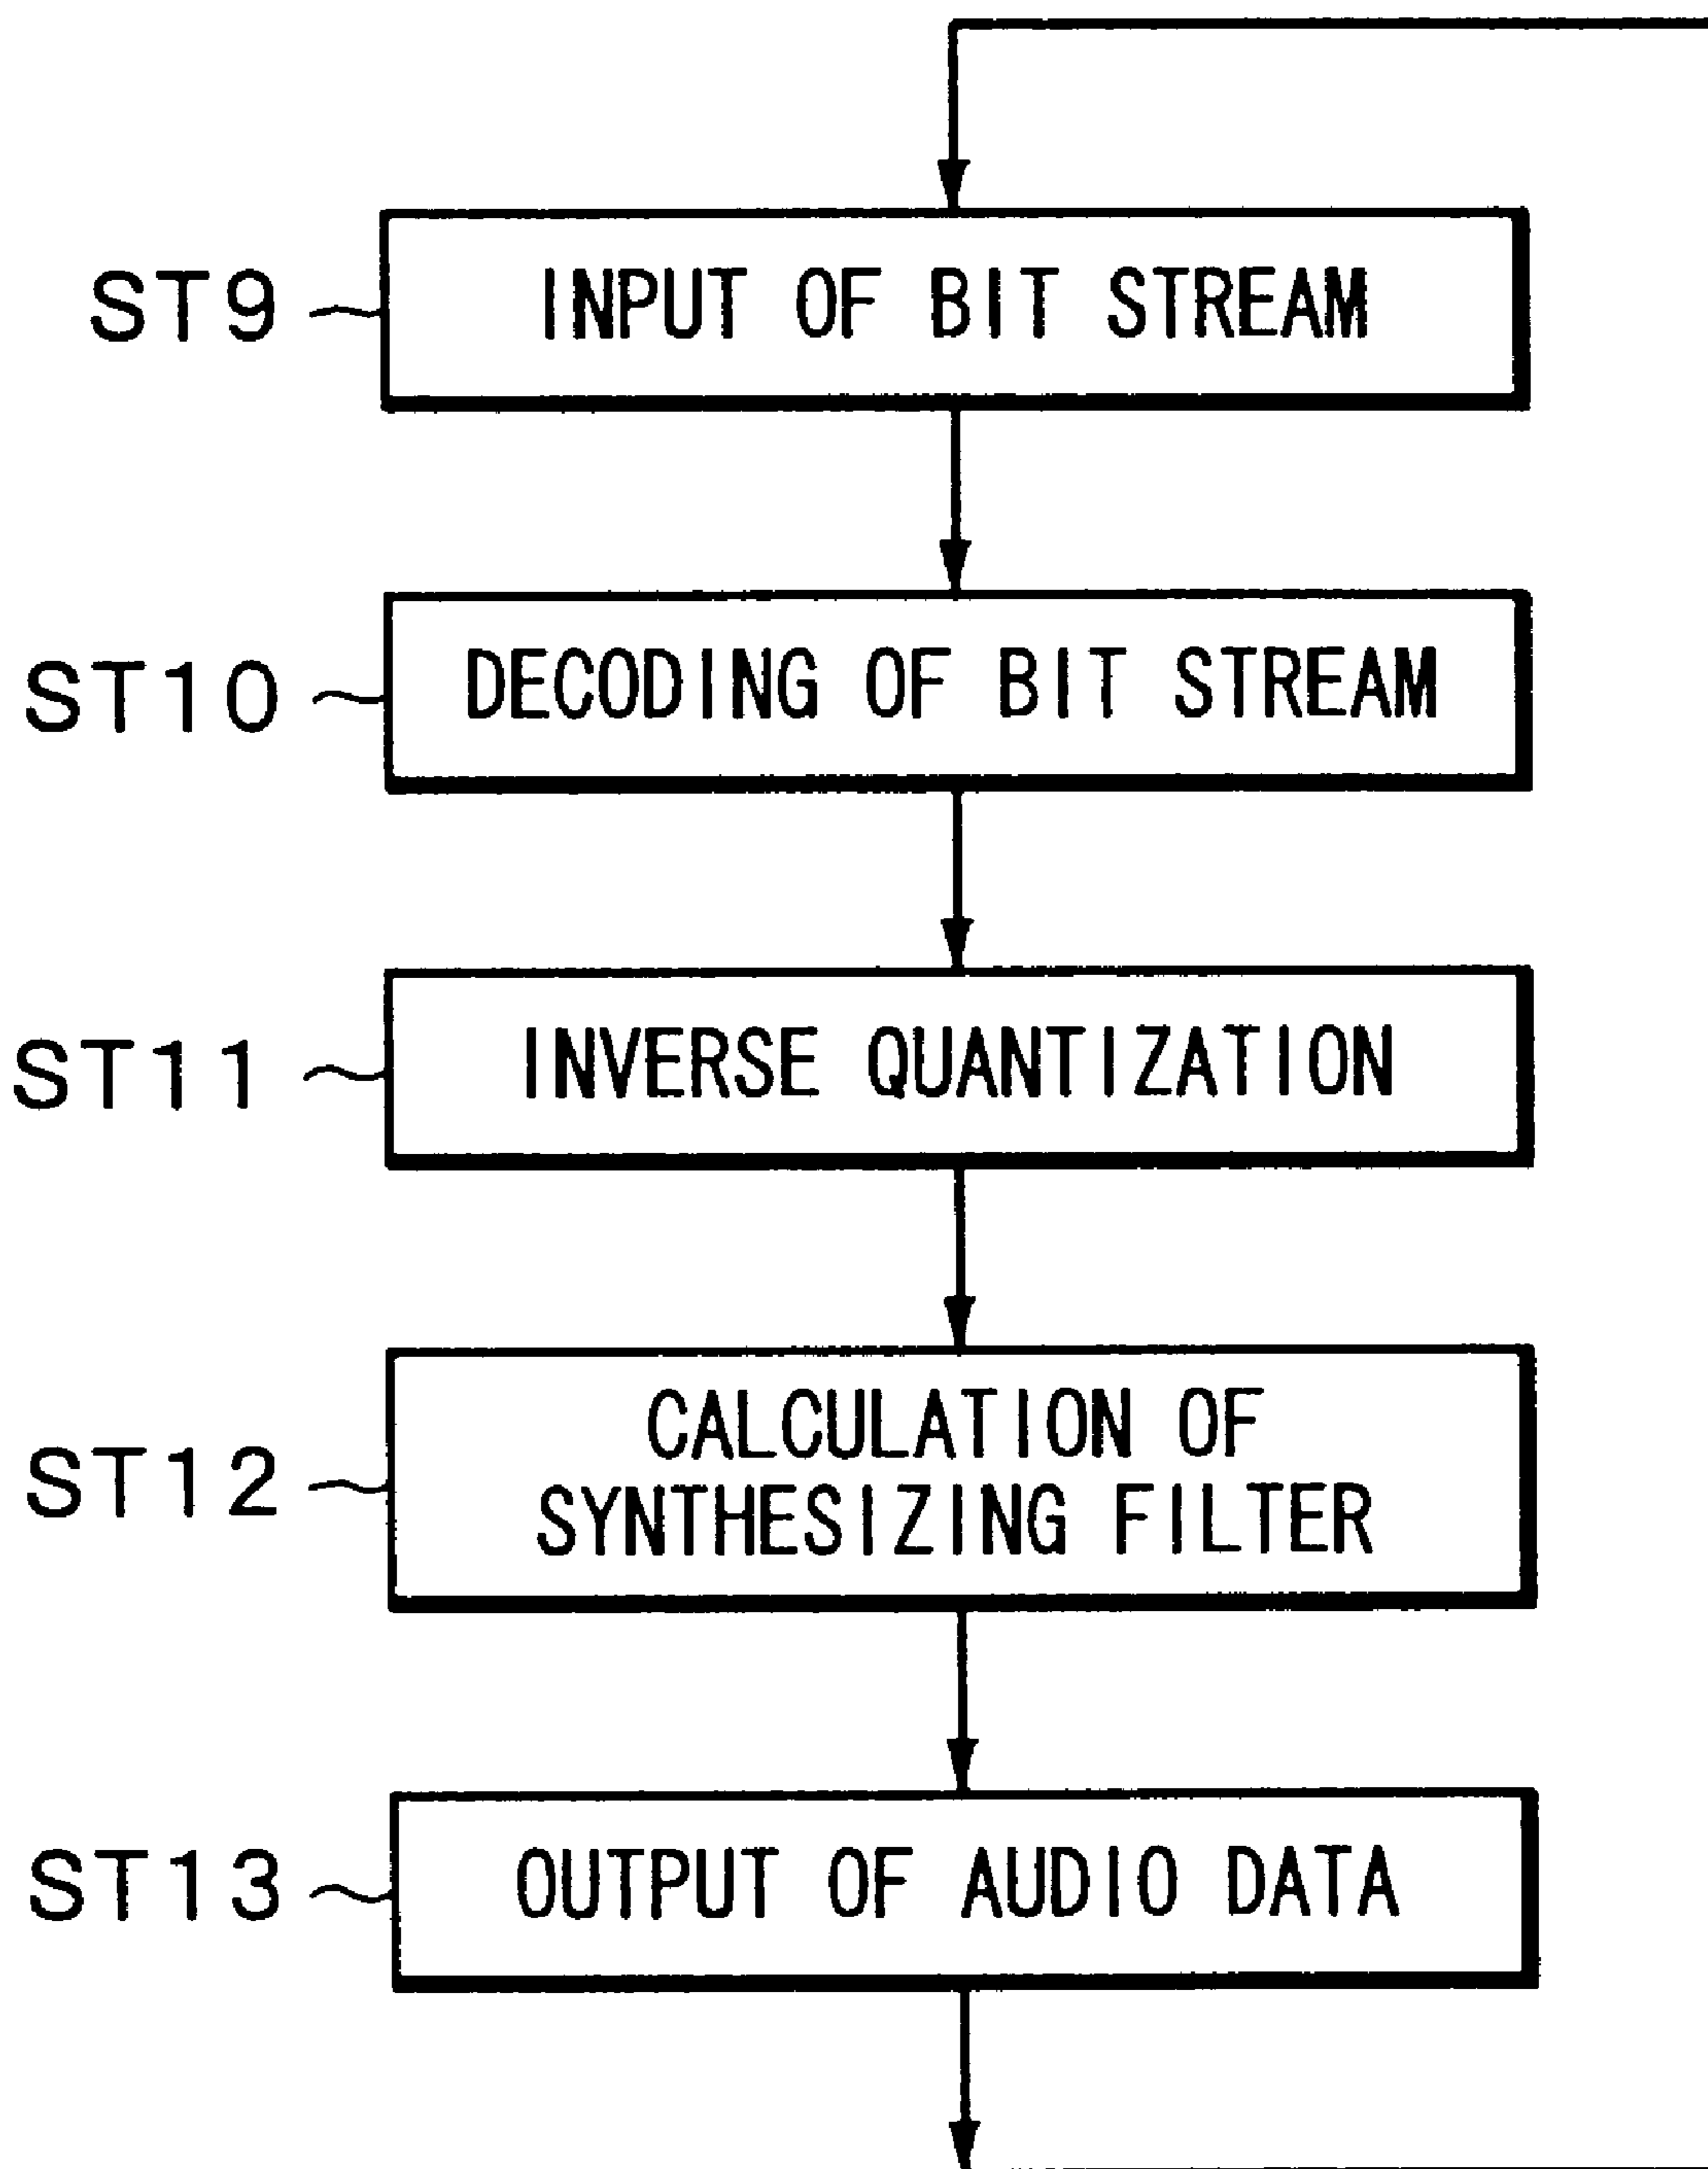 ST9 INPUT OF BIT STREAM
ST10 DECODING OF BIT STREAM
ST11 INVERSE QUANTIZATION
ST12 CALCULATION OF
SYNTHESIZING FILTER
ST13 OUTPUT OF AUDIO DATA